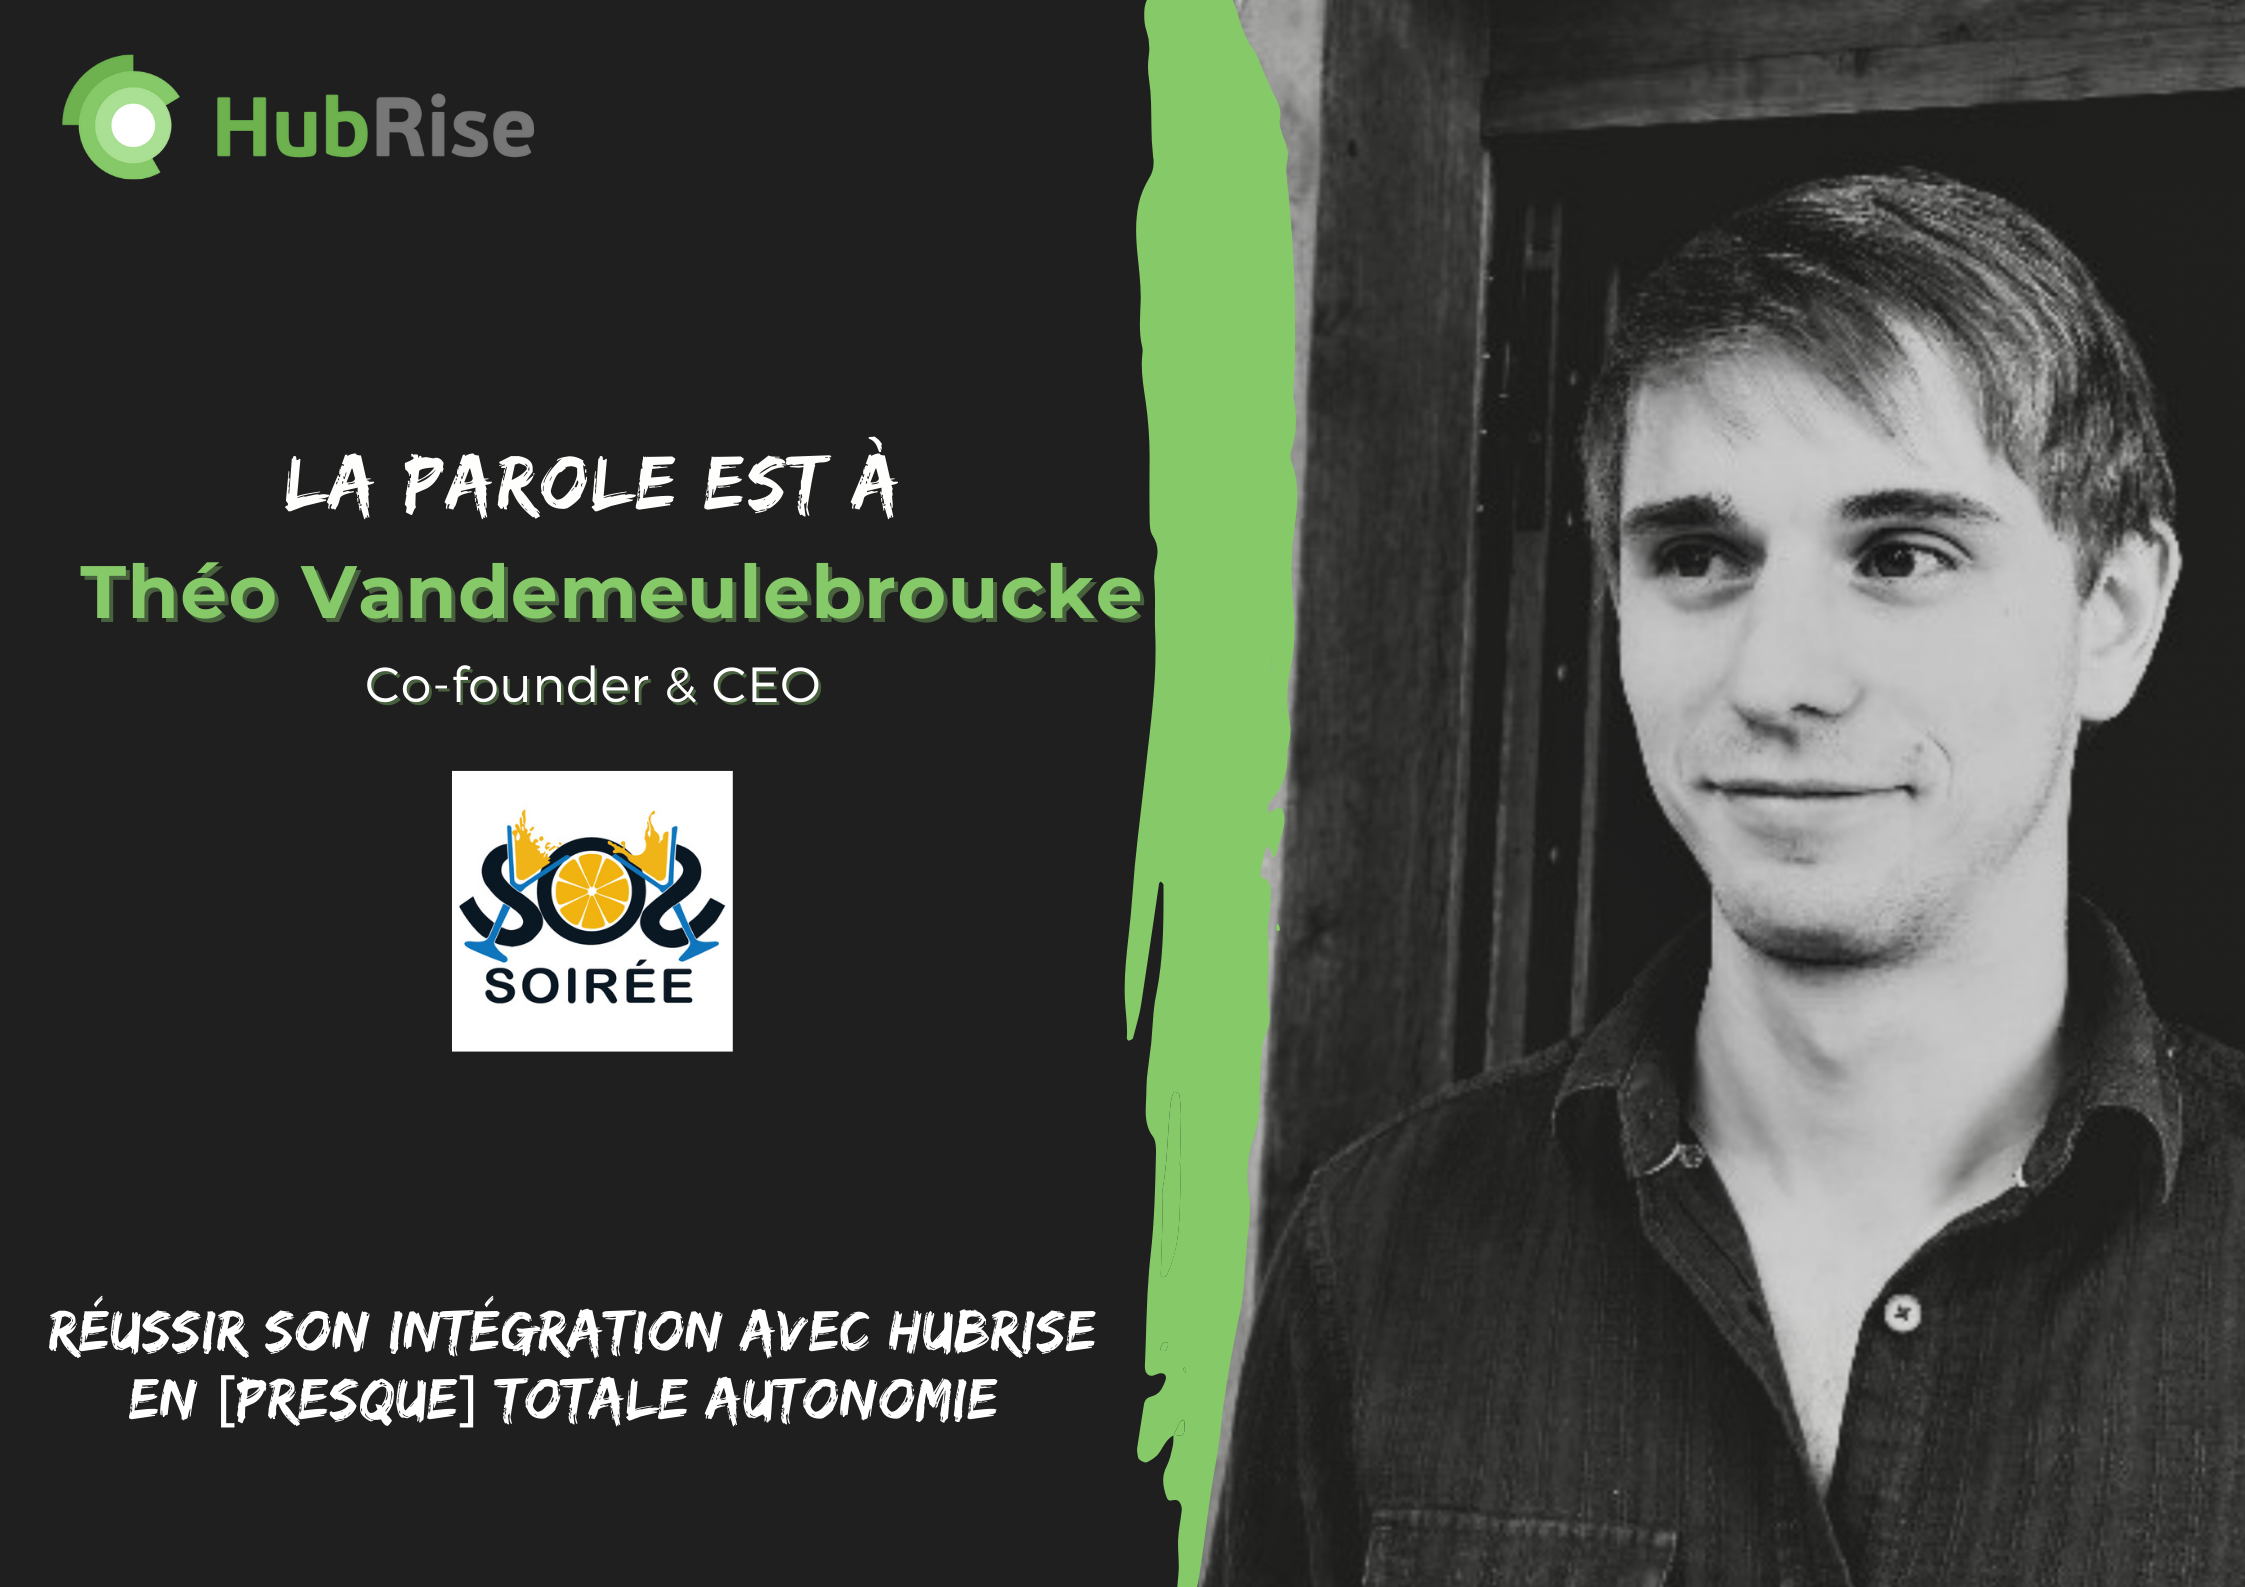 HubRise
LA PAROLE EST À
Théo Vandemeulebroucke
Co-founder & CEO
SOS
SOIRÉE
RÉUSSIR SON INTÉGRATION AVEC HUBRISE
EN [PRESQUE] TOTALE AUTONOMIE